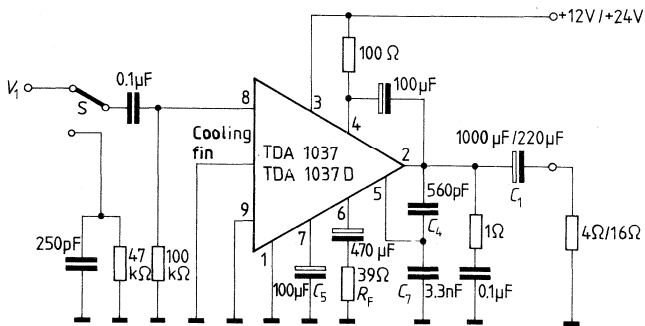 +12V/+24V
100 Ω
100µF
V₁
S
0.1µF
8
3
4
Cooling
fin
TDA 1037
TDA 1037 D
2
5
9
1
7
6
1000 µF/220µF
C₁
560pF
C₄
1Ω
4Ω/16Ω
250pF
47
kΩ
100
kΩ
100µF
C₅
470 µF
39Ω
R_F
C₇
3.3nF
0.1µF